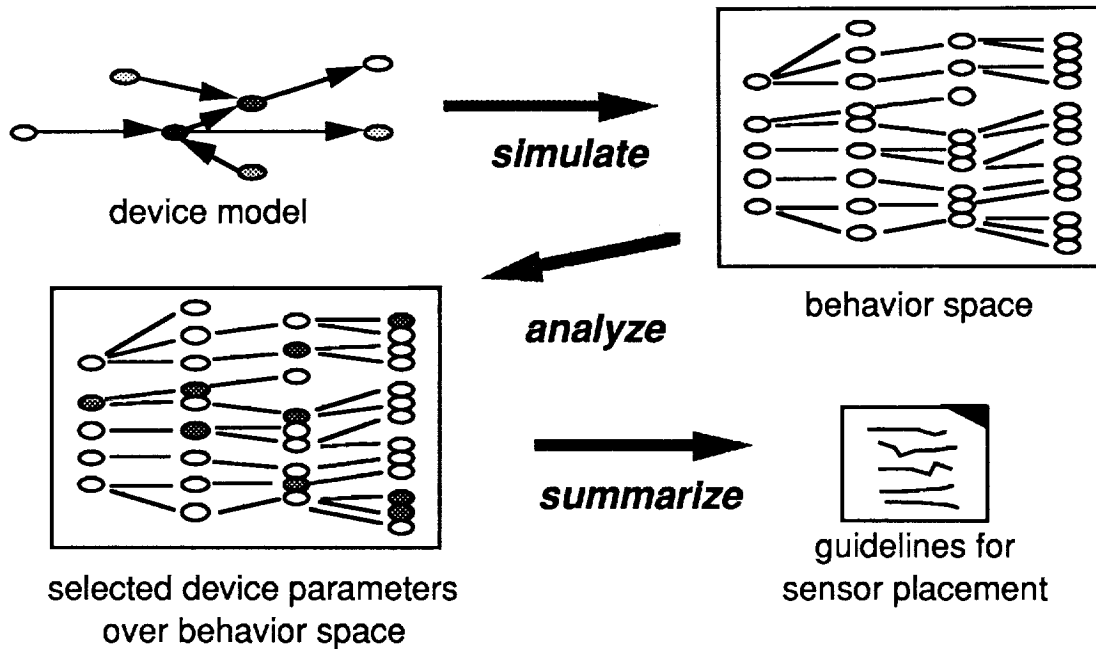 simulate
device model
behavior space
analyze
summarize
guidelines for
sensor placement
selected device parameters
over behavior space